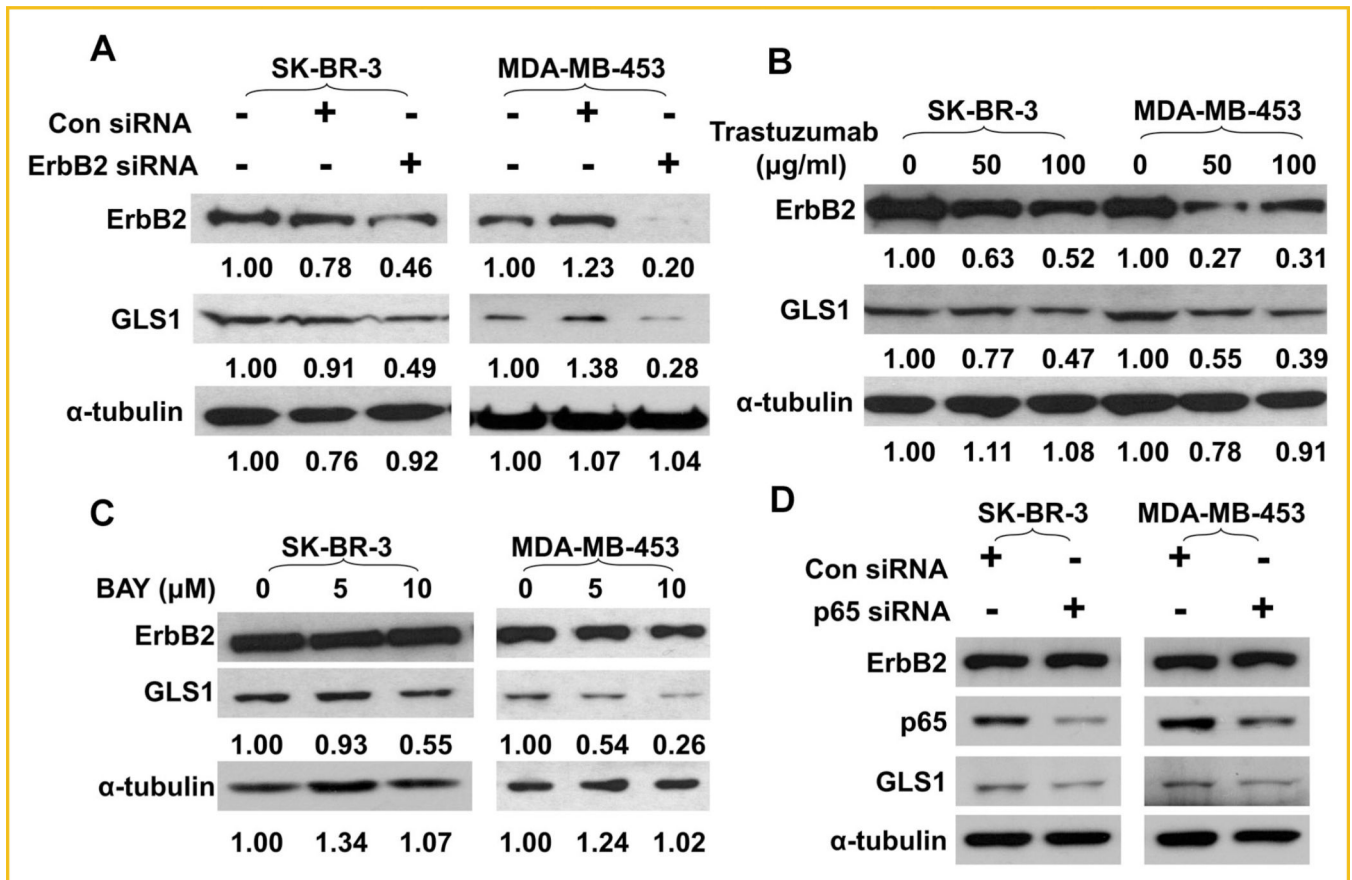 A
SK-BR-3 MDA-MB-453
Con siRNA - + - - + -
ErbB2 siRNA - - + - - +
ErbB2
1.00 0.78 0.46 1.00 1.23 0.20
GLS1
1.00 0.91 0.49 1.00 1.38 0.28
α-tubulin
1.00 0.76 0.92 1.00 1.07 1.04
B
SK-BR-3 MDA-MB-453
Trastuzumab
(μg/ml) 0 50 100 0 50 100
ErbB2
1.00 0.63 0.52 1.00 0.27 0.31
GLS1
1.00 0.77 0.47 1.00 0.55 0.39
α-tubulin
1.00 1.11 1.08 1.00 0.78 0.91
C
SK-BR-3 MDA-MB-453
BAY (μM) 0 5 10 0 5 10
ErbB2
GLS1
1.00 0.93 0.55 1.00 0.54 0.26
α-tubulin
1.00 1.34 1.07 1.00 1.24 1.02
D
SK-BR-3 MDA-MB-453
Con siRNA + - + -
p65 siRNA - + - +
ErbB2
p65
GLS1
α-tubulin